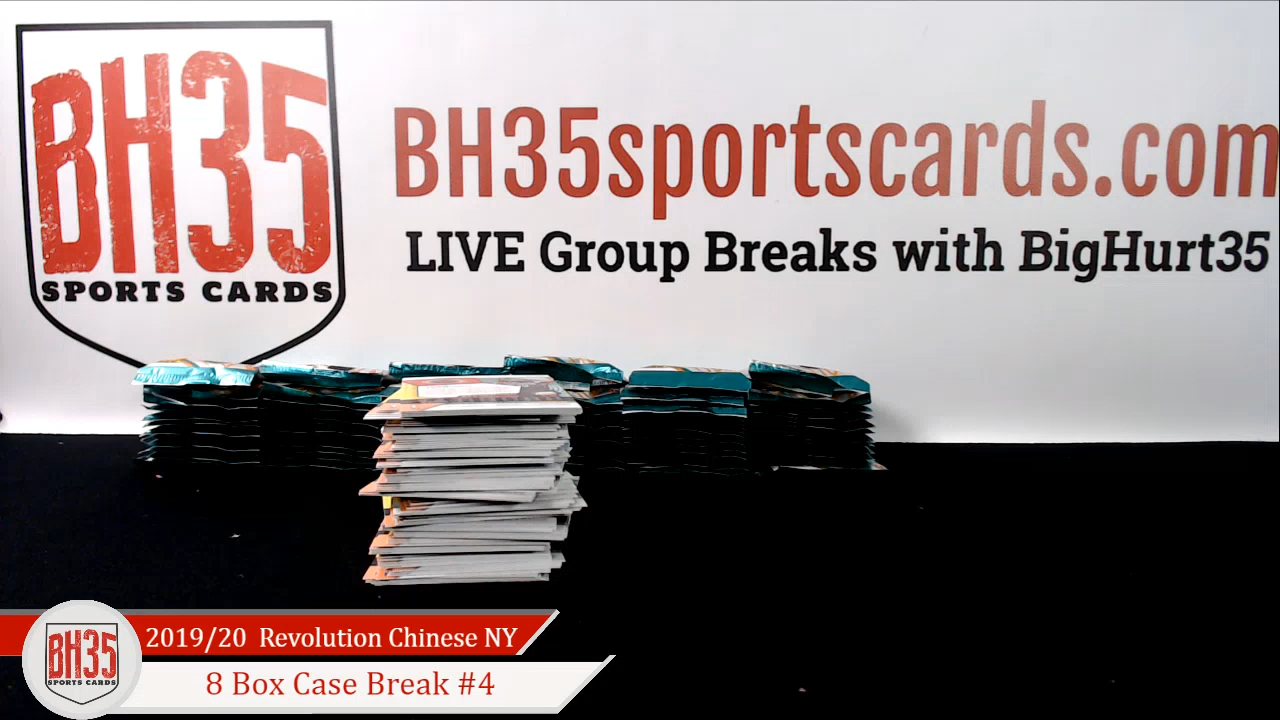 BH35
SPORTS CARDS
BH35sportscards.com
LIVE Group Breaks with BigHurt35
2019/20 Revolution Chinese NY
8 Box Case Break #4
BH35
SPORTS CARDS